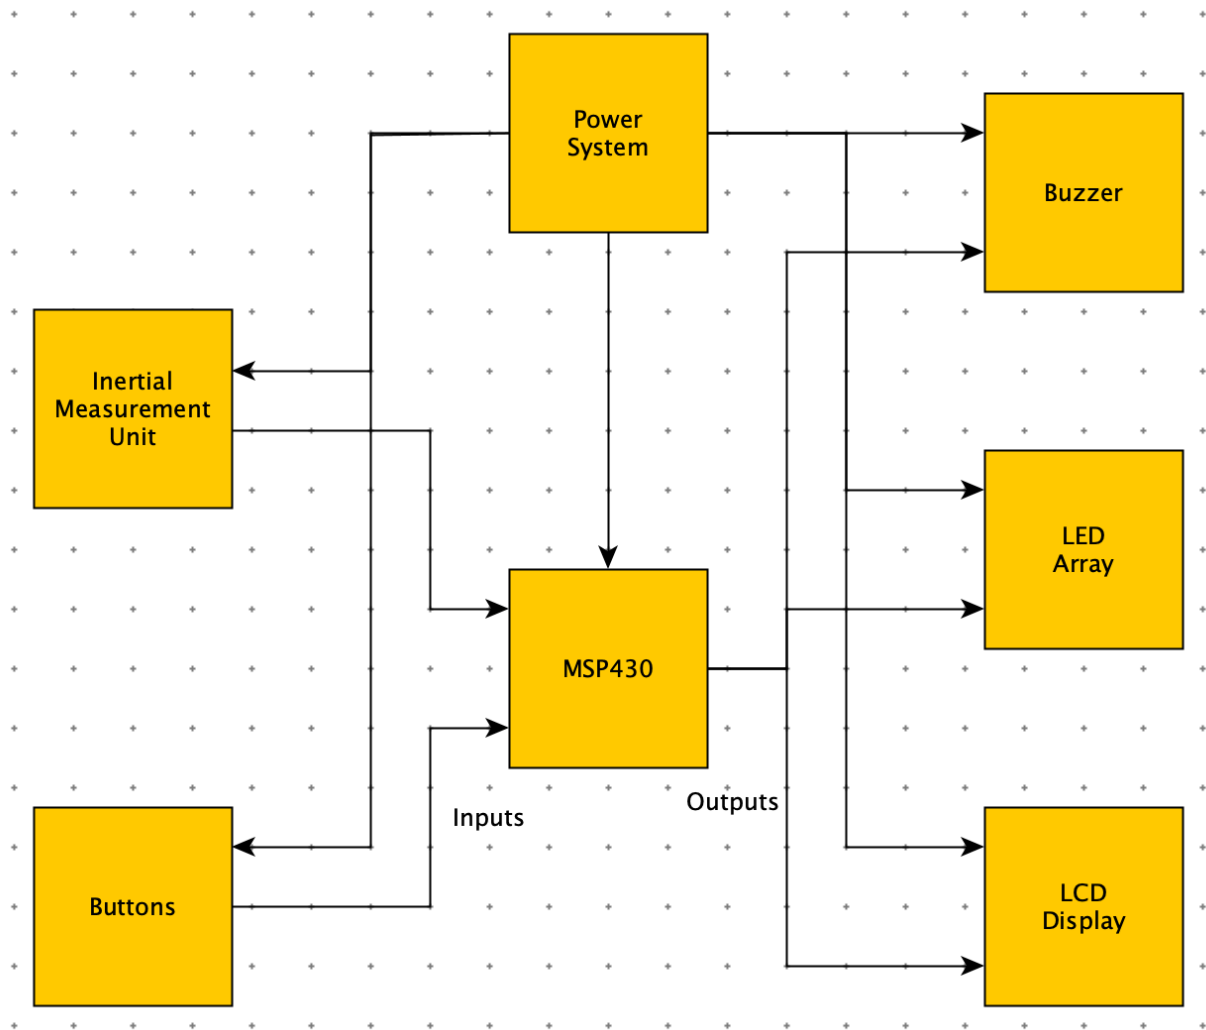 Power
System
Buzzer
Inertial
Measurement
Unit
LED
Array
MSP430
Inputs
Outputs
Buttons
LCD
Display